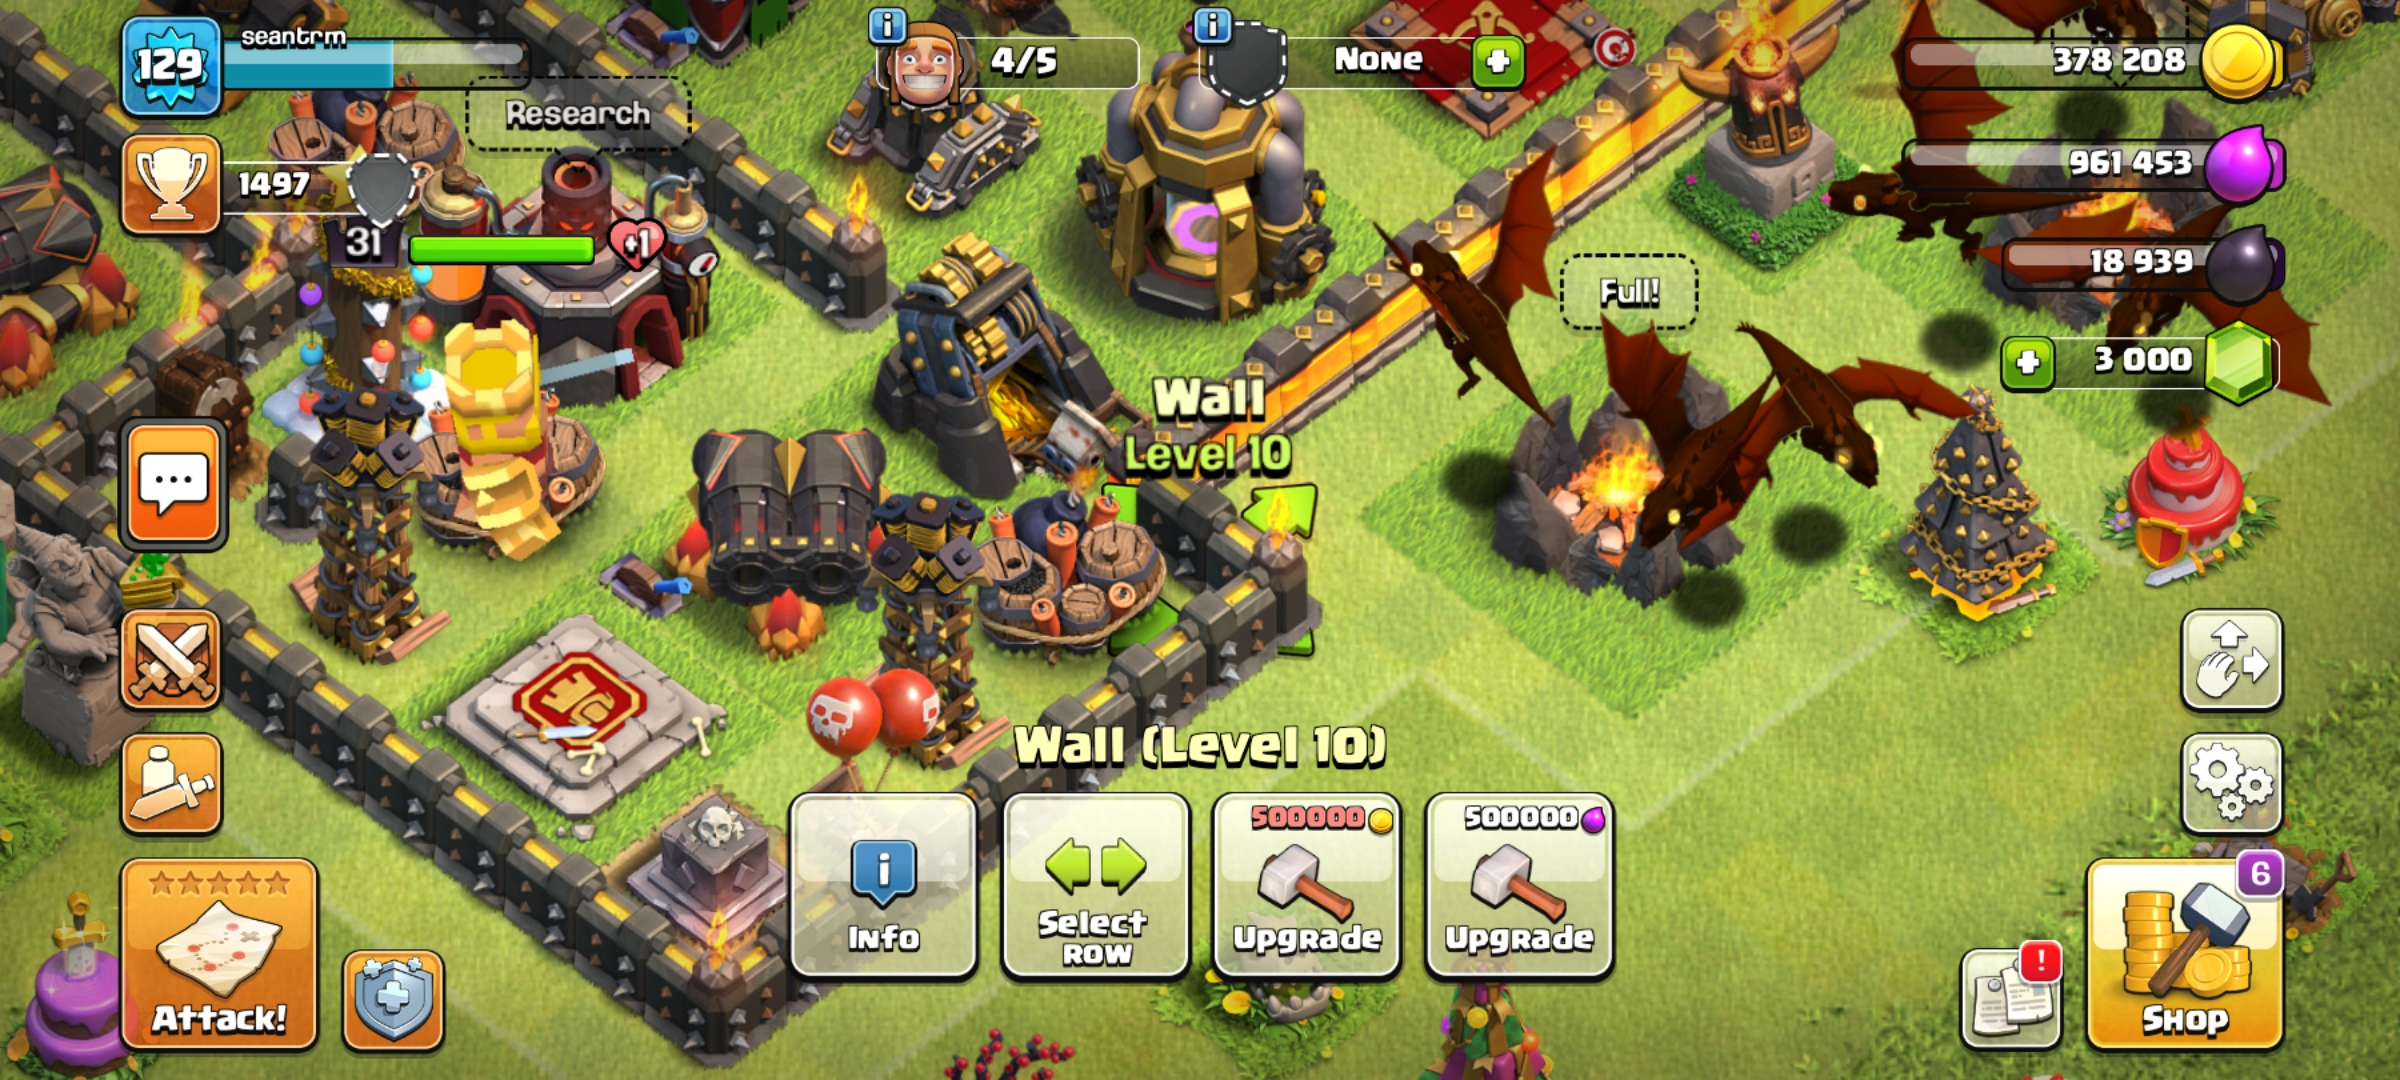 129
seantrm
4/5
None
378 208
Research
961 453
1497
31
+1
18 939
Full!
3 000
Wall
Level 10
Wall (Level 10)
500000
500000
Info
Select
Row
Upgrade
Upgrade
6
!
Attack!
Shop